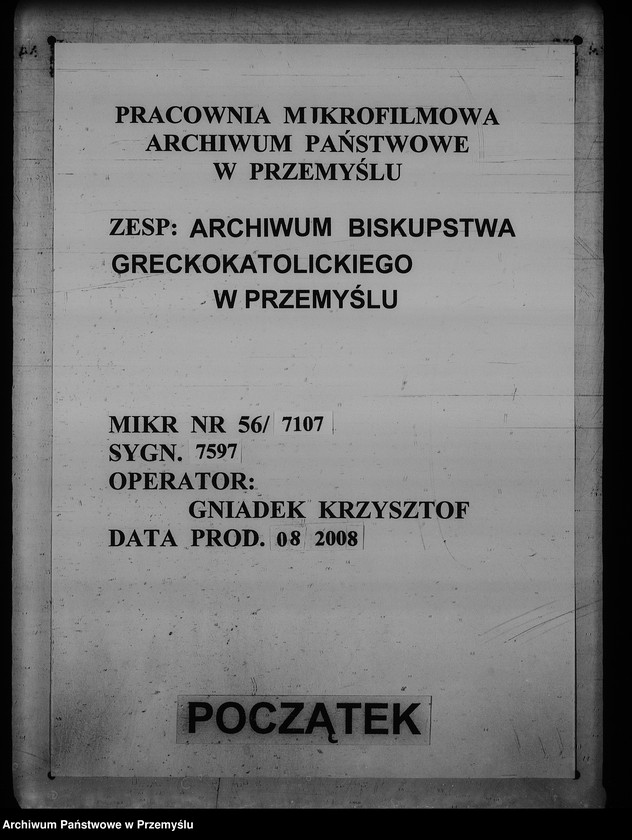 PRACOWNIA MIKROFILMOWA
ARCHIWUM PAŃSTWOWE
W PRZEMYŚLU
ZESP: ARCHIWUM BISKUPSTWA
GRECKOKATOLICKIEGO
W PRZEMYŚLU
MIKR NR 56/ 7107
SYGN. 7597
OPERATOR:
GNIADEK KRZYSZTOF
DATA PROD. 08 2008
POCZĄTEK
Archiwum Państwowe w Przemyślu